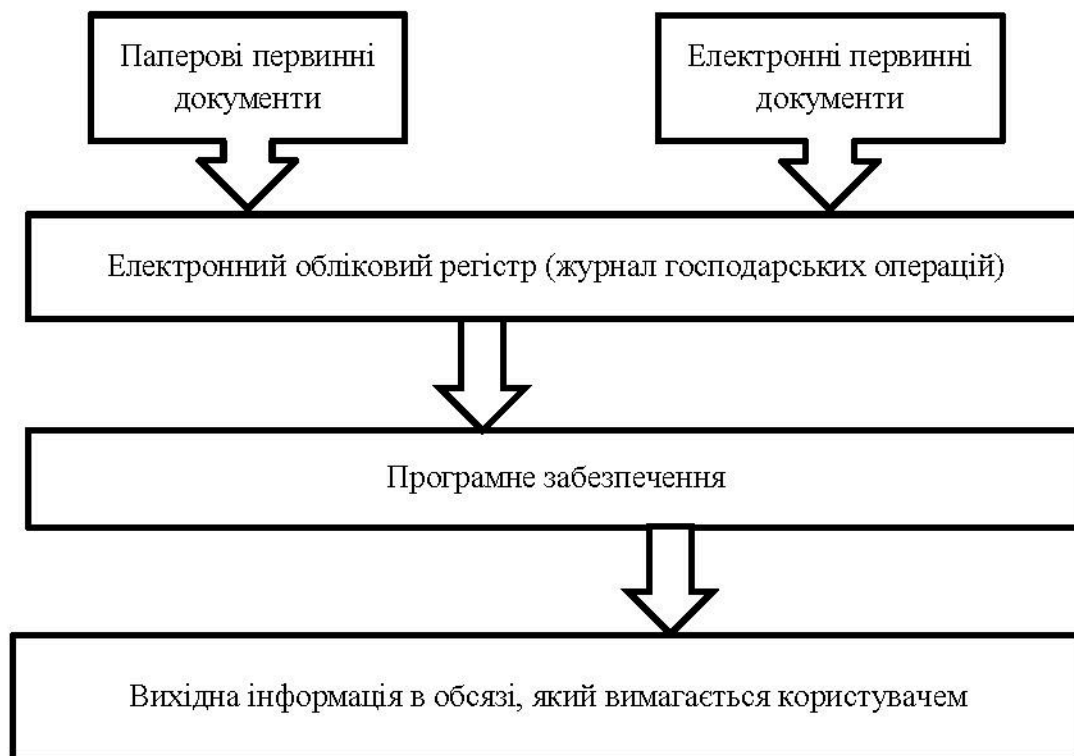 Паперові первинні
документи
Електронні первинні
документи
Електронний обліковий регістр (журнал господарських операцій)
Програмне забезпечення
Вихідна інформація в обсязі, який вимагається користувачем